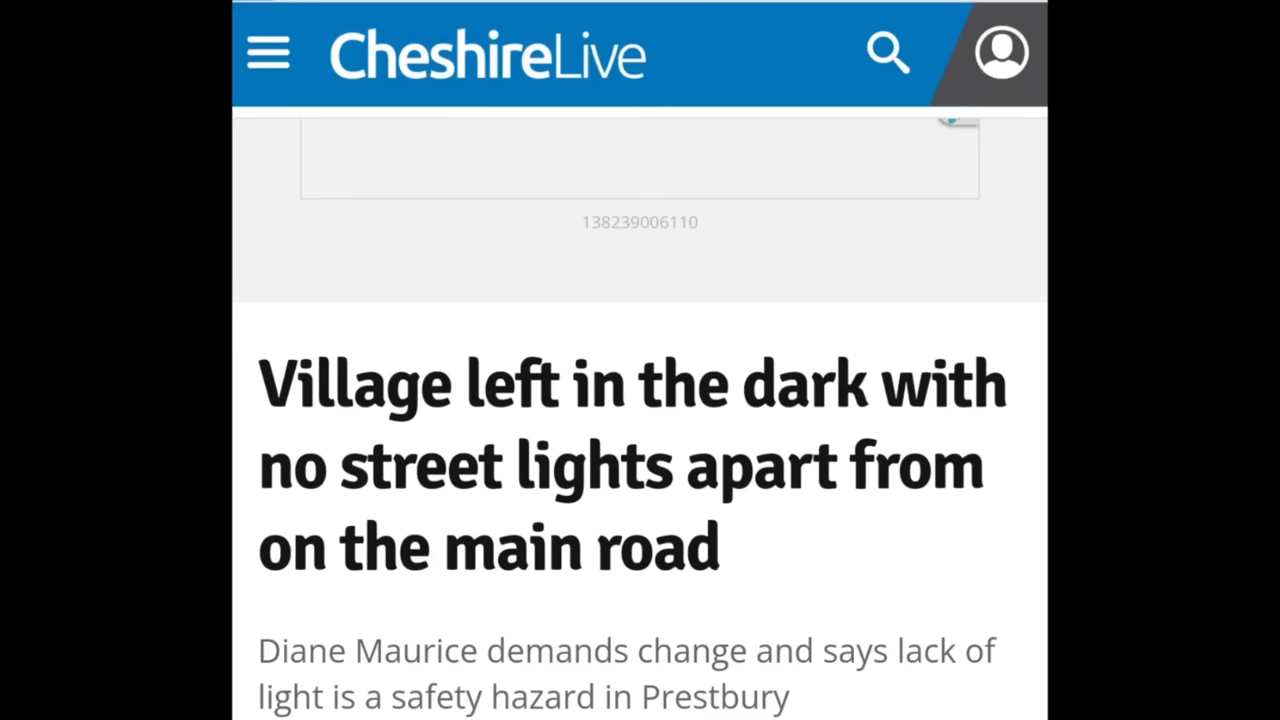 CheshireLive
138239006110
Village left in the dark with
no street lights apart from
on the main road
Diane Maurice demands change and says lack of
light is a safety hazard in Prestbury